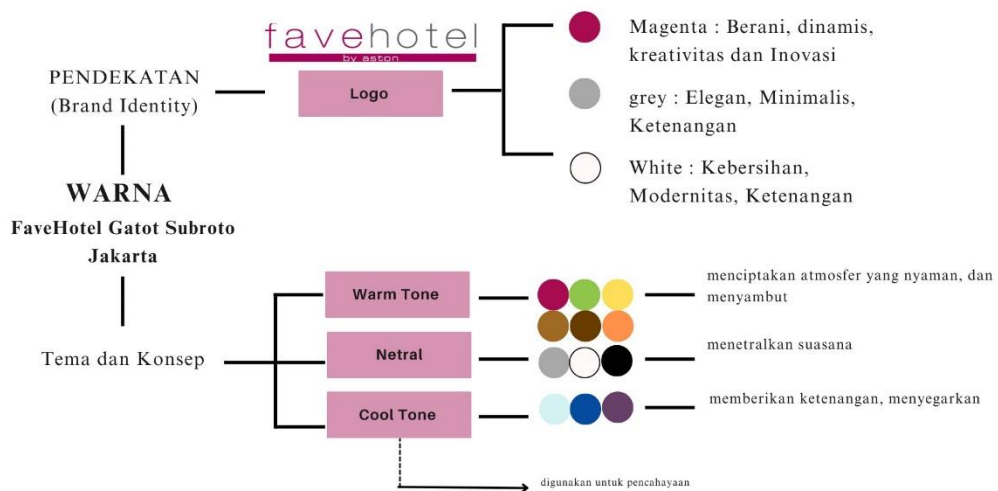 favehotel
by aston
PENDEKATAN
(Brand Identity)
Logo
Magenta : Berani, dinamis,
kreativitas dan Inovasi
grey : Elegan, Minimalis,
Ketenangan
White : Kebersihan,
Modernitas, Ketenangan
WARNA
FaveHotel Gatot Subroto
Jakarta
Tema dan Konsep
Warm Tone
menciptakan atmosfer yang nyaman, dan
menyambut
Netral
menetralkan suasana
Cool Tone
memberikan ketenangan, menyegarkan
digunakan untuk pencahayaan